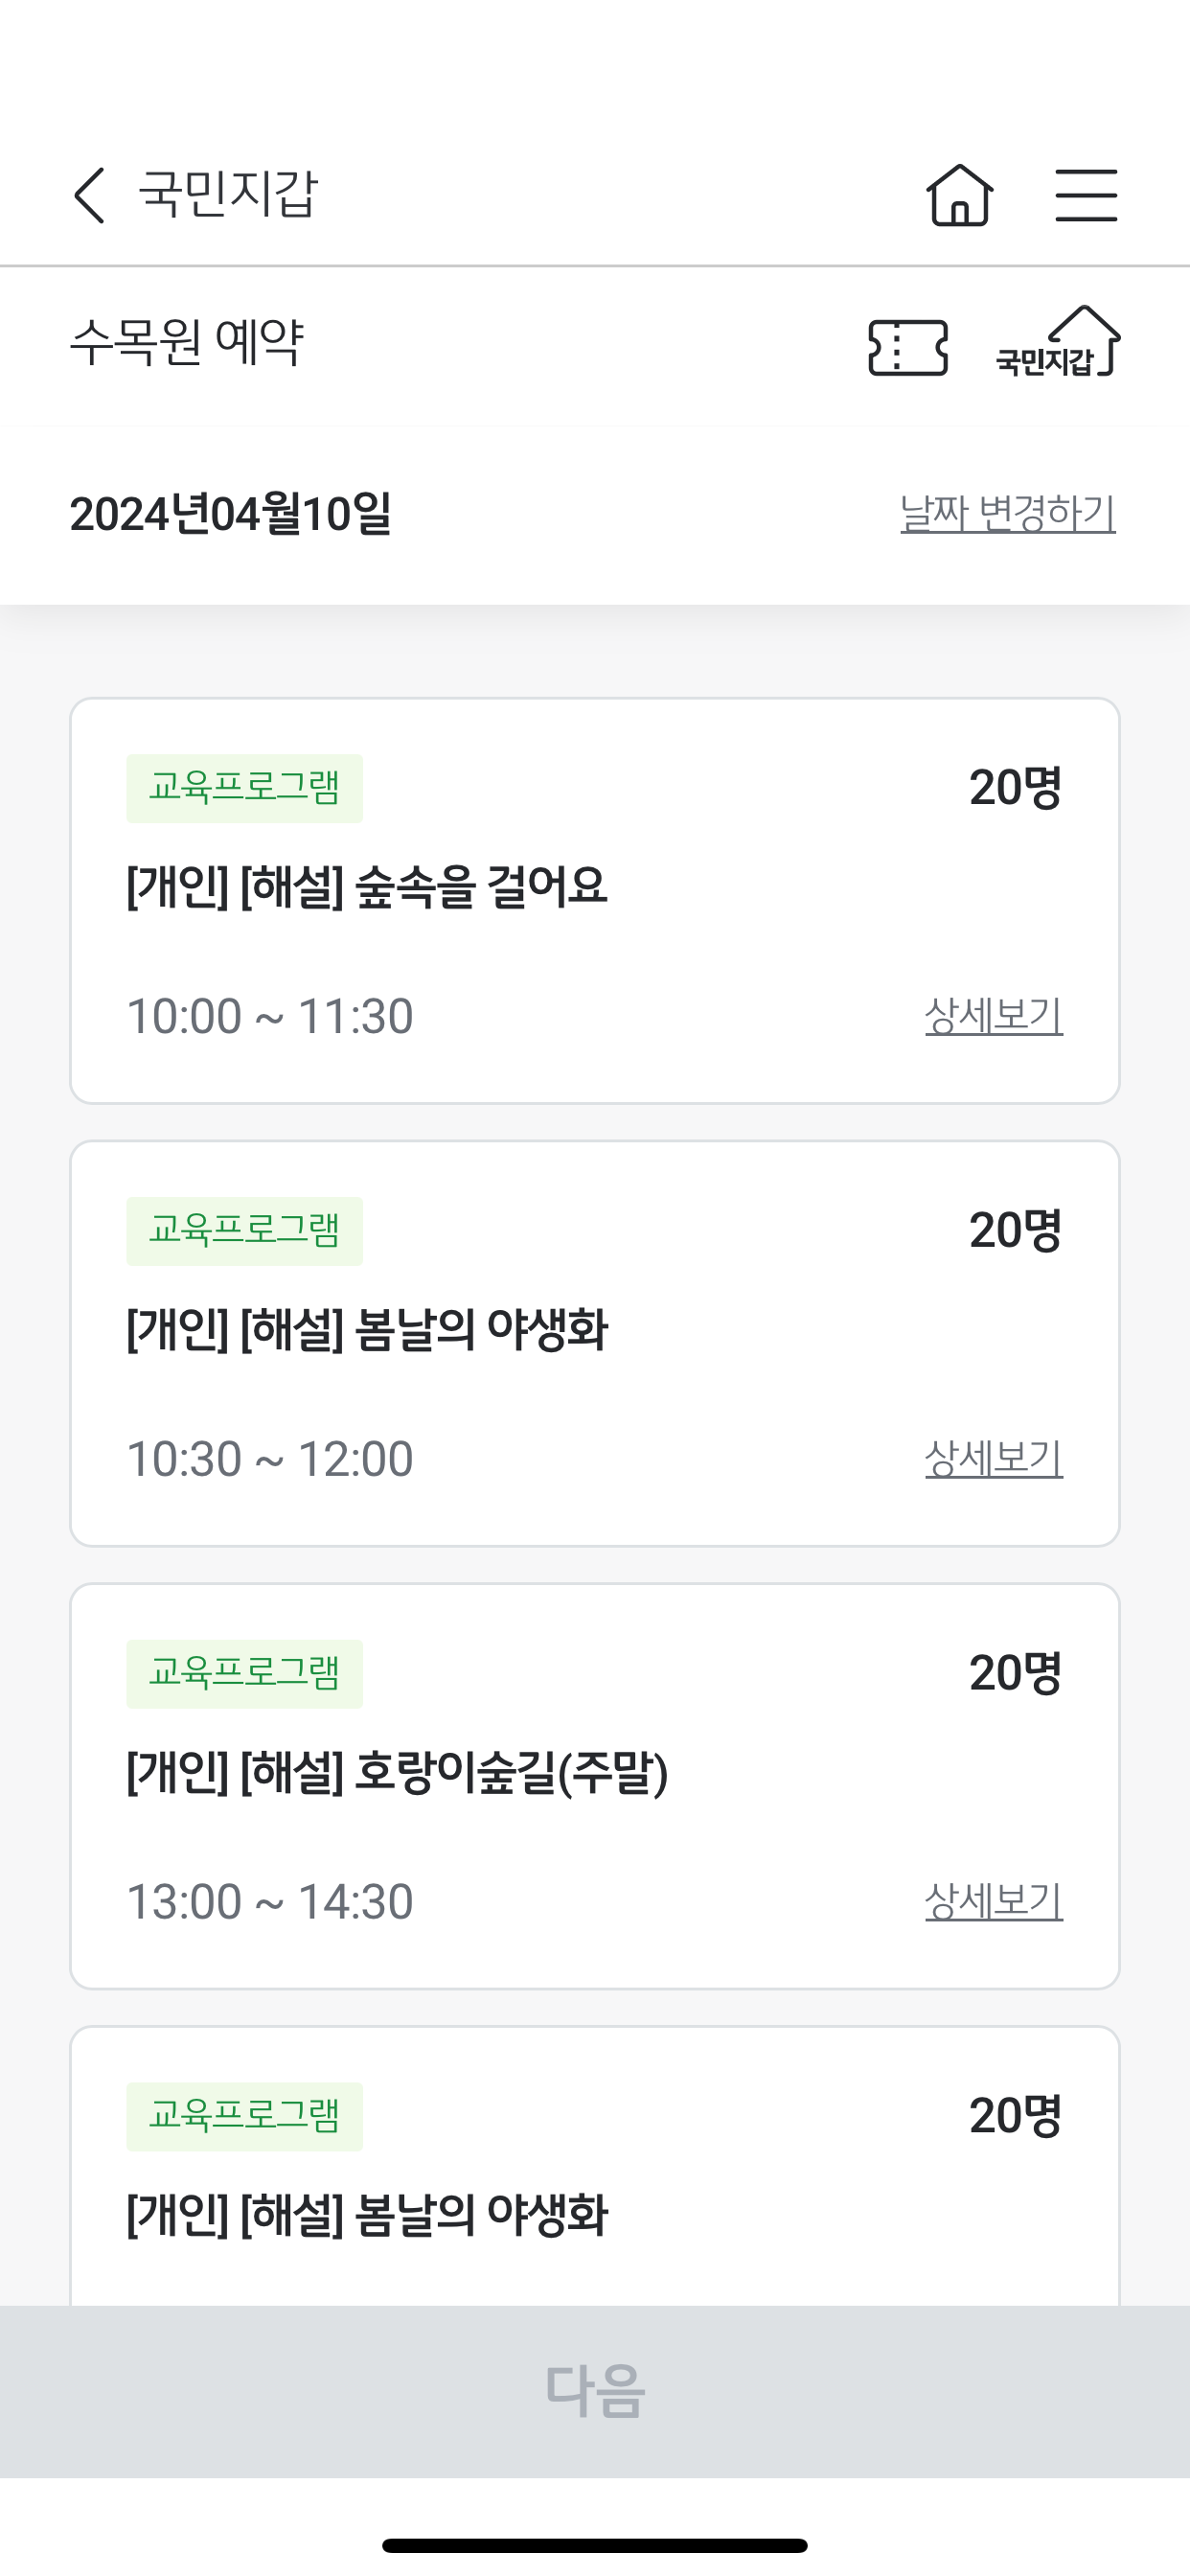 국민지갑
수목원 예약
국민지갑
2024년04월10일 날짜 변경하기
교육프로그램 20명
[개인] [해설] 숲속을 걸어요
10:00 ~ 11:30 상세보기
교육프로그램 20명
[개인] [해설] 봄날의 야생화
10:30 ~ 12:00 상세보기
교육프로그램 20명
[개인] [해설] 호랑이숲길(주말)
13:00 ~ 14:30 상세보기
교육프로그램 20명
[개인] [해설] 봄날의 야생화
다음